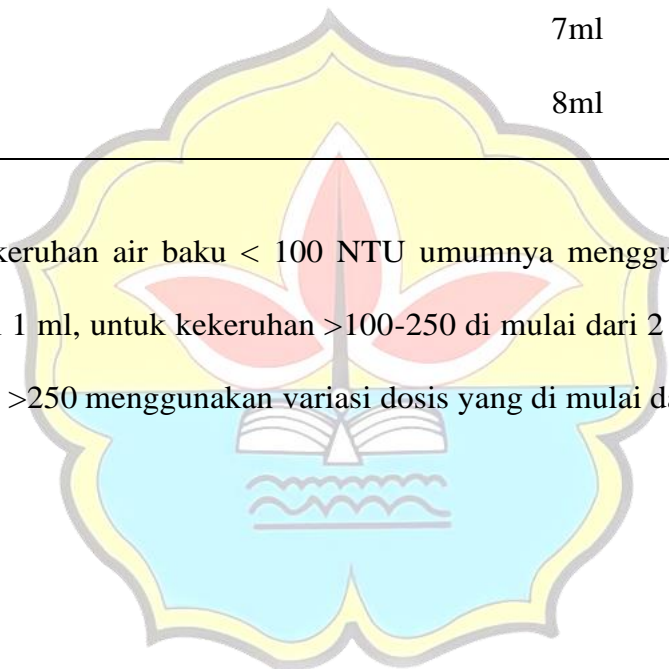 7ml
8ml
keruhan air baku < 100 NTU umumnya menggu
1 ml, untuk kekeruhan >100-250 di mulai dari 2
>250 menggunakan variasi dosis yang di mulai d